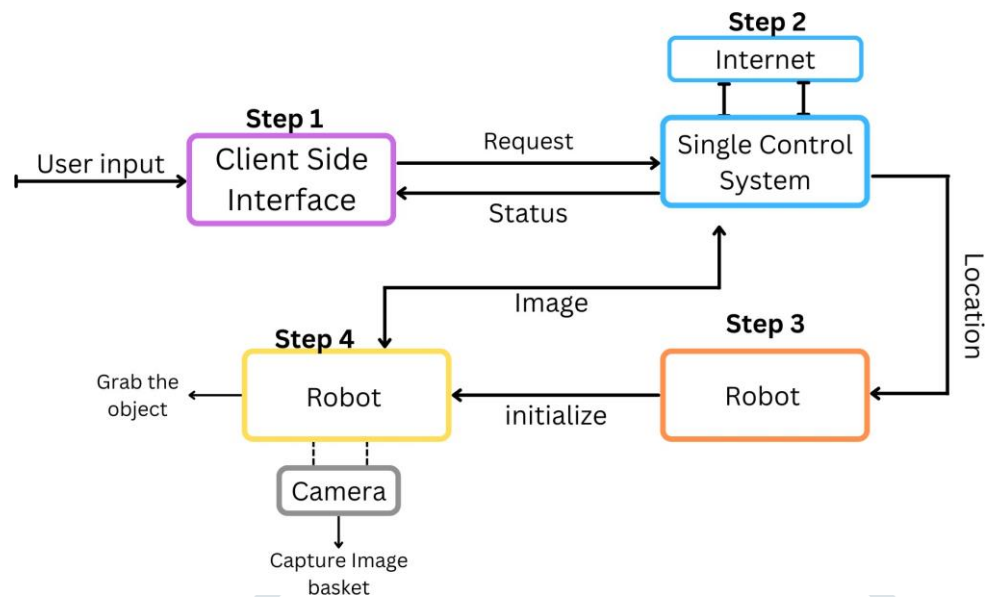 Step 2
Internet
Step 1
User input
Client Side
Interface
Request
Status
Single Control
System
Location
Image
Step 3
Step 4
Grab the
object
Robot
initialize
Robot
Camera
Capture Image
basket